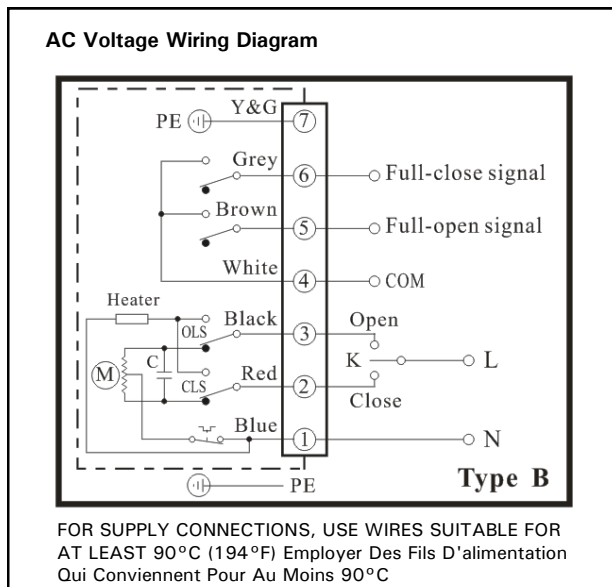 AC Voltage Wiring Diagram
PE Y&G 7
Grey 6 Full-close signal
Brown 5 Full-open signal
White 4 COM
Heater
OLS Black 3 Open
M C K L
CLS Red 2 Close
Blue 1 N
PE Type B
FOR SUPPLY CONNECTIONS, USE WIRES SUITABLE FOR
AT LEAST 90°C (194°F) Employer Des Fils D'alimentation
Qui Conviennent Pour Au Moins 90°C